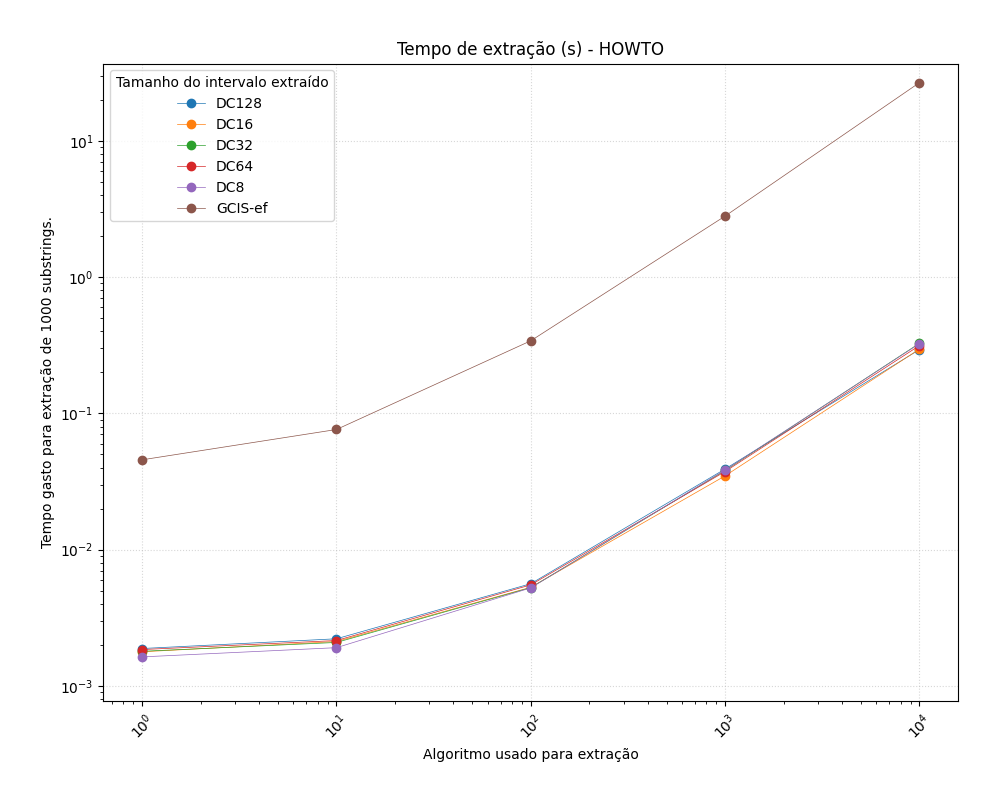 Tempo de extração (s) - HOWTO
Tamanho do intervalo extraído
DC128
DC16
DC32
DC64
DC8
GCIS-ef
Tempo gasto para extração de 1000 substrings.
10¹
10⁰
10⁻¹
10⁻²
10⁻³
10⁰
10¹
10²
10³
10⁴
Algoritmo usado para extração